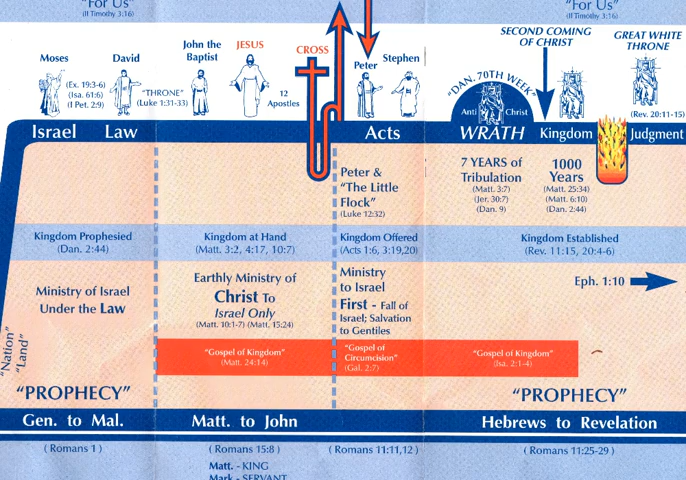 "For Us"
(II Timothy 3:16)
"For Us"
(II Timothy 3:16)
Moses
(Ex. 19:3-6)
(Isa. 61:6)
(I Pet. 2:9)
David
"THRONE"
(Luke 1:31-33)
John the
Baptist
JESUS
12
Apostles
CROSS
Peter
Stephen
"DAN. 70TH WEEK"
Anti Christ
SECOND COMING
OF CHRIST
GREAT WHITE
THRONE
(Rev. 20:11-15)
Israel Law
Acts
WRATH
Kingdom
Judgment
Peter &
"The Little
Flock"
(Luke 12:32)
7 YEARS of
Tribulation
(Matt. 3:7)
(Jer. 30:7)
(Dan. 9)
1000
Years
(Matt. 25:34)
(Matt. 6:10)
(Dan. 2:44)
Kingdom Prophesied
(Dan. 2:44)
Kingdom at Hand
(Matt. 3:2, 4:17, 10:7)
Kingdom Offered
(Acts 1:6, 3:19,20)
Kingdom Established
(Rev. 11:15, 20:4-6)
Ministry of Israel
Under the Law
Earthly Ministry of
Christ To
Israel Only
(Matt. 10:1-7) (Matt. 15:24)
Ministry
to Israel
First - Fall of
Israel; Salvation
to Gentiles
Eph. 1:10
"Nation"
"Land"
"Gospel of Kingdom"
(Matt. 24:14)
"Gospel of
Circumcision"
(Gal. 2:7)
"Gospel of Kingdom"
(Isa. 2:1-4)
"PROPHECY"
"PROPHECY"
Gen. to Mal.
Matt. to John
Hebrews to Revelation
( Romans 1 )
( Romans 15:8 )
( Romans 11:11,12 )
( Romans 11:25-29 )
Matt. - KING
Mark - SERVANT